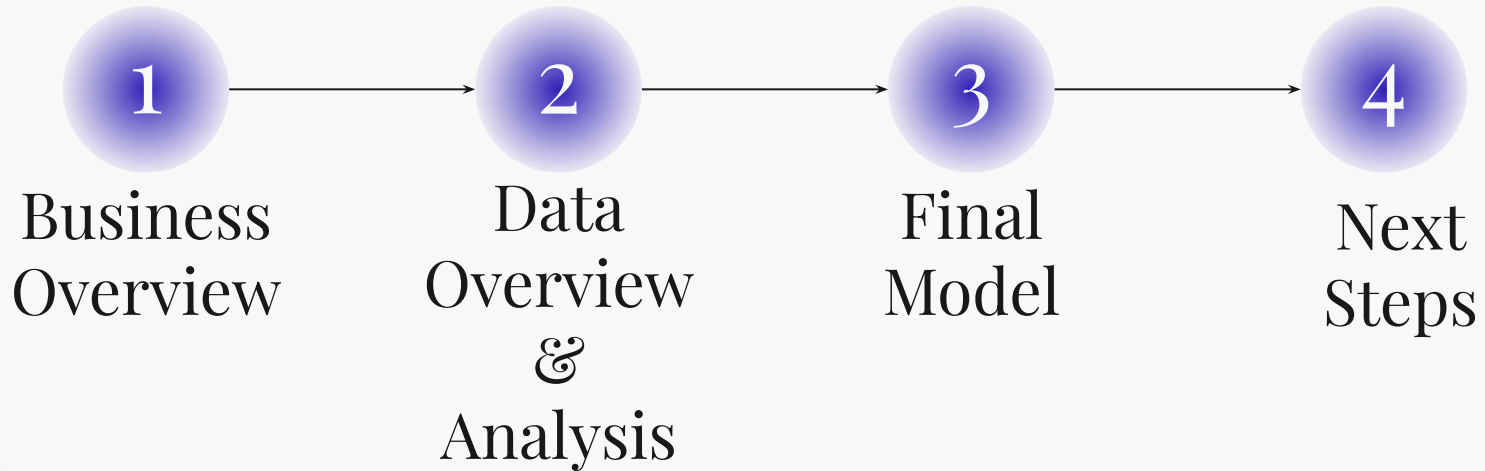 1
Business
Overview
2
Data
Overview
&
Analysis
3
Final
Model
4
Next
Steps